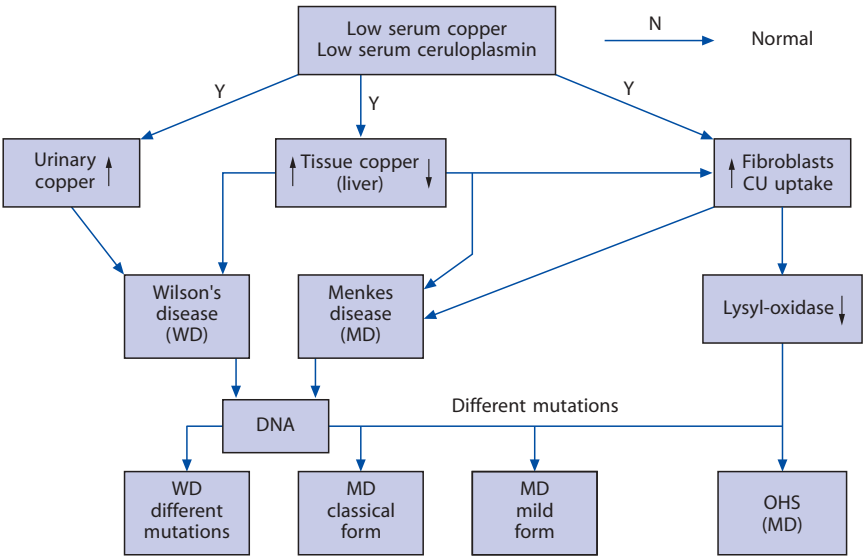 Low serum copper
Low serum ceruloplasmin
N
Normal
Y
Y
Y
Urinary
copper ↑
↑ Tissue copper ↓
(liver)
↑ Fibroblasts
CU uptake
Wilson's
disease
(WD)
Menkes
disease
(MD)
Lysyl-oxidase ↓
DNA
Different mutations
WD
different
mutations
MD
classical
form
MD
mild
form
OHS
(MD)